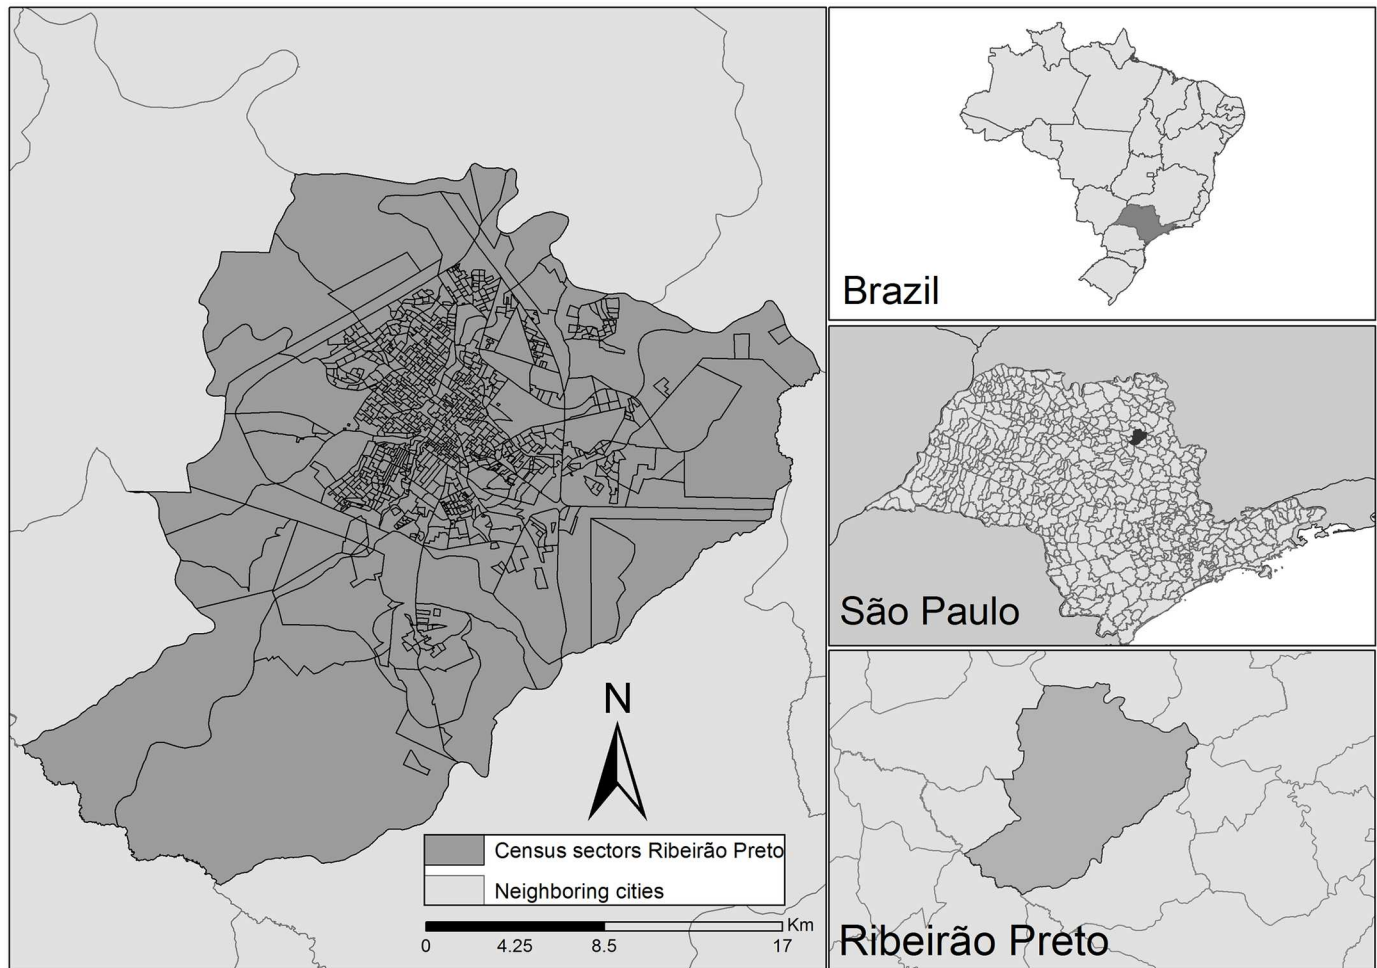 N
Census sectors Ribeirão Preto
Neighboring cities
Km
0 4.25 8.5 17
Brazil
São Paulo
Ribeirão Preto